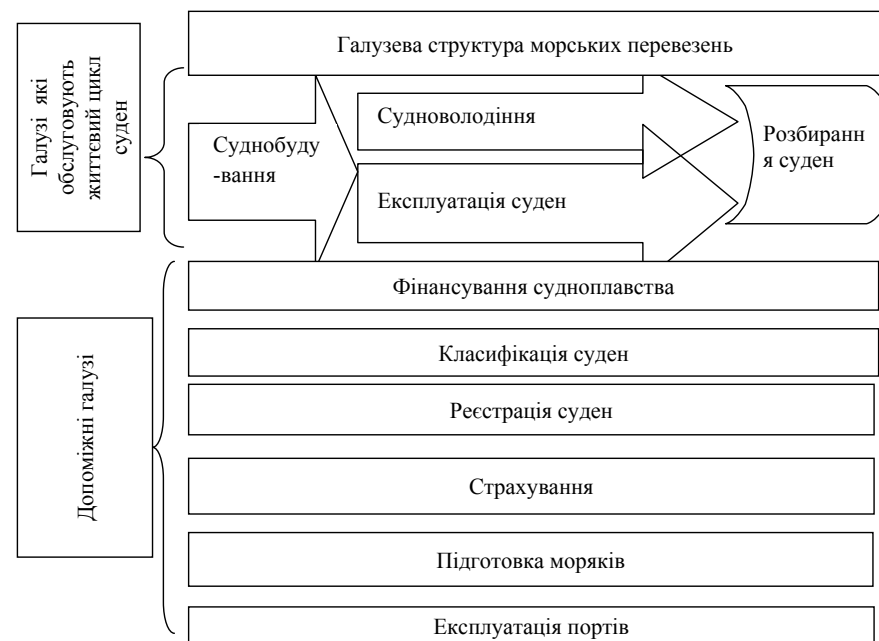 Галузева структура морських перевезень
Галузі які
обслуговують
життєвий цикл
суден
Суднобуду
-вання
Судноволодіння
Експлуатація суден
Розбиранн
я суден
Допоміжні галузі
Фінансування судноплавства
Класифікація суден
Реєстрація суден
Страхування
Підготовка моряків
Експлуатація портів